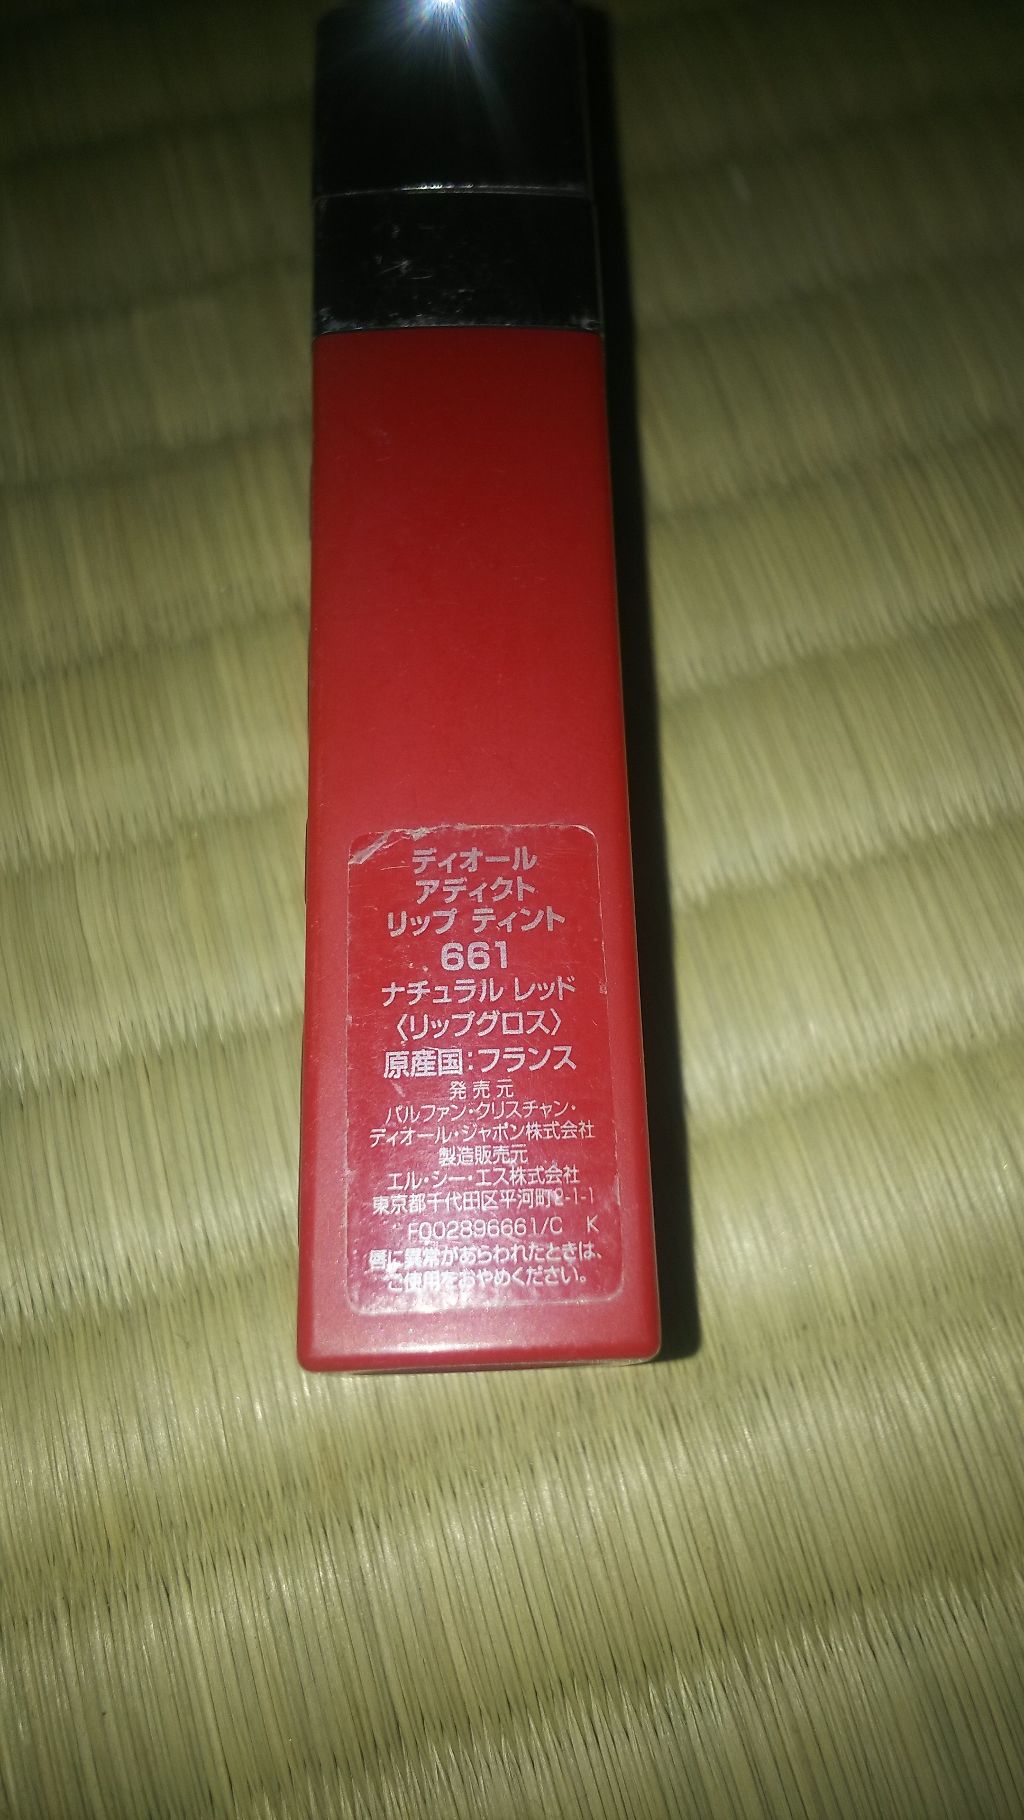 ディオール
アディクト
リップ ティント
661
ナチュラル レッド
〈リップグロス〉
原産国:フランス
発売元
パルファン・クリスチャン・
ディオール・ジャポン株式会社
製造販売元
エル・シー・エス株式会社
東京都千代田区平河町2-1-1
F002896661/C K
唇に異常があらわれたときは、
ご使用をおやめください。